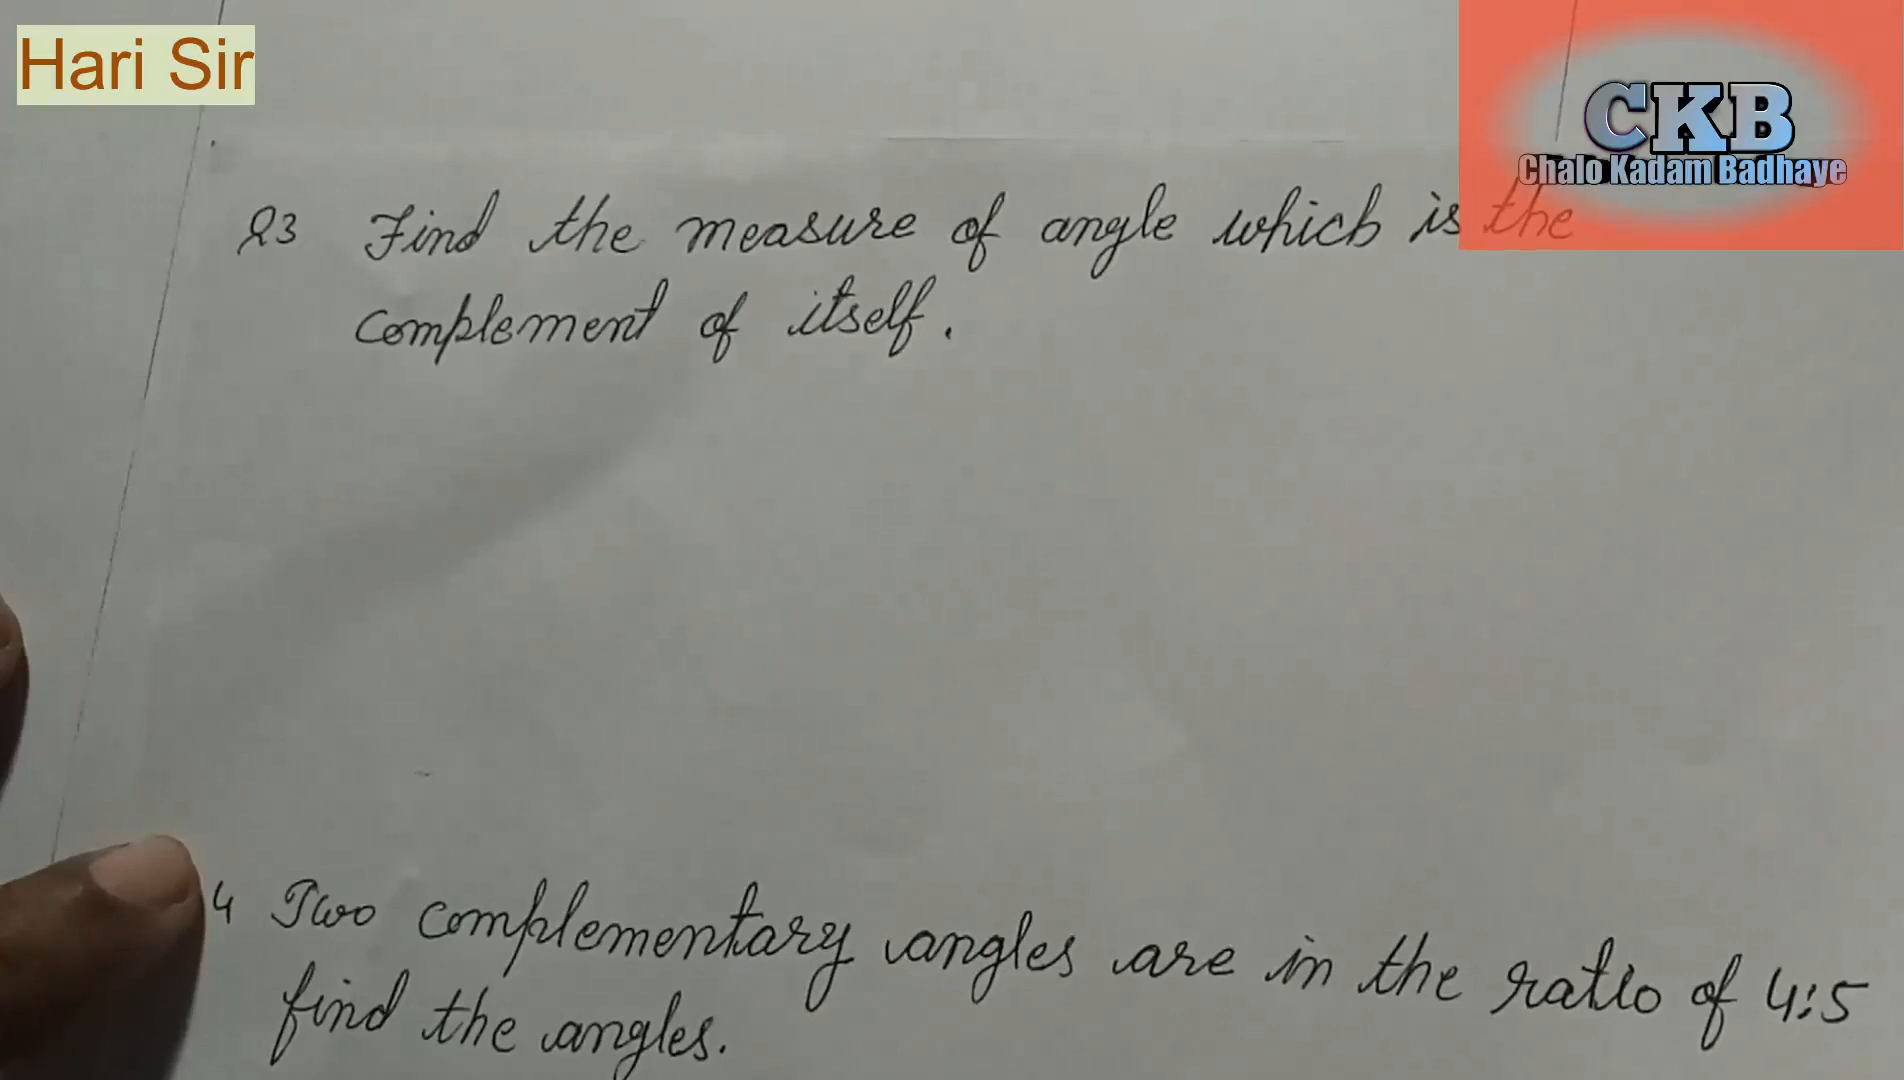 Hari Sir
CKB
Chalo Kadam Badhaye
Q3 Find the measure of angle which is the
complement of itself.
4 Two complementary angles are in the ratio of 4:5
find the angles.